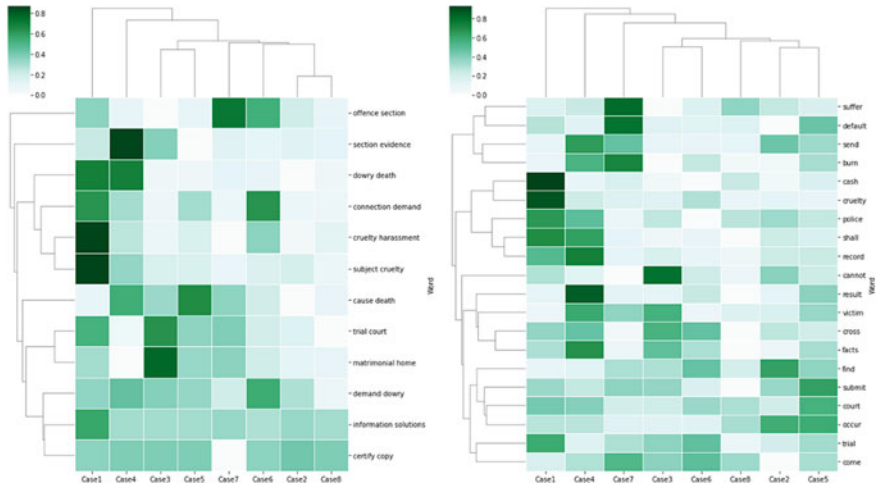 0.8
0.6
0.4
0.2
0.0
offence section
section evidence
dowry death
connection demand
cruelty harassment
subject cruelty
cause death
trial court
matrimonial home
demand dowry
information solutions
certify copy
Case1 Case4 Case3 Case5 Case7 Case6 Case2 Case8
Word
0.8
0.6
0.4
0.2
0.0
suffer
default
send
burn
cash
cruelty
police
shall
record
cannot
result
victim
cross
facts
find
submit
court
occur
trial
come
Case1 Case4 Case7 Case3 Case6 Case8 Case2 Case5
Word